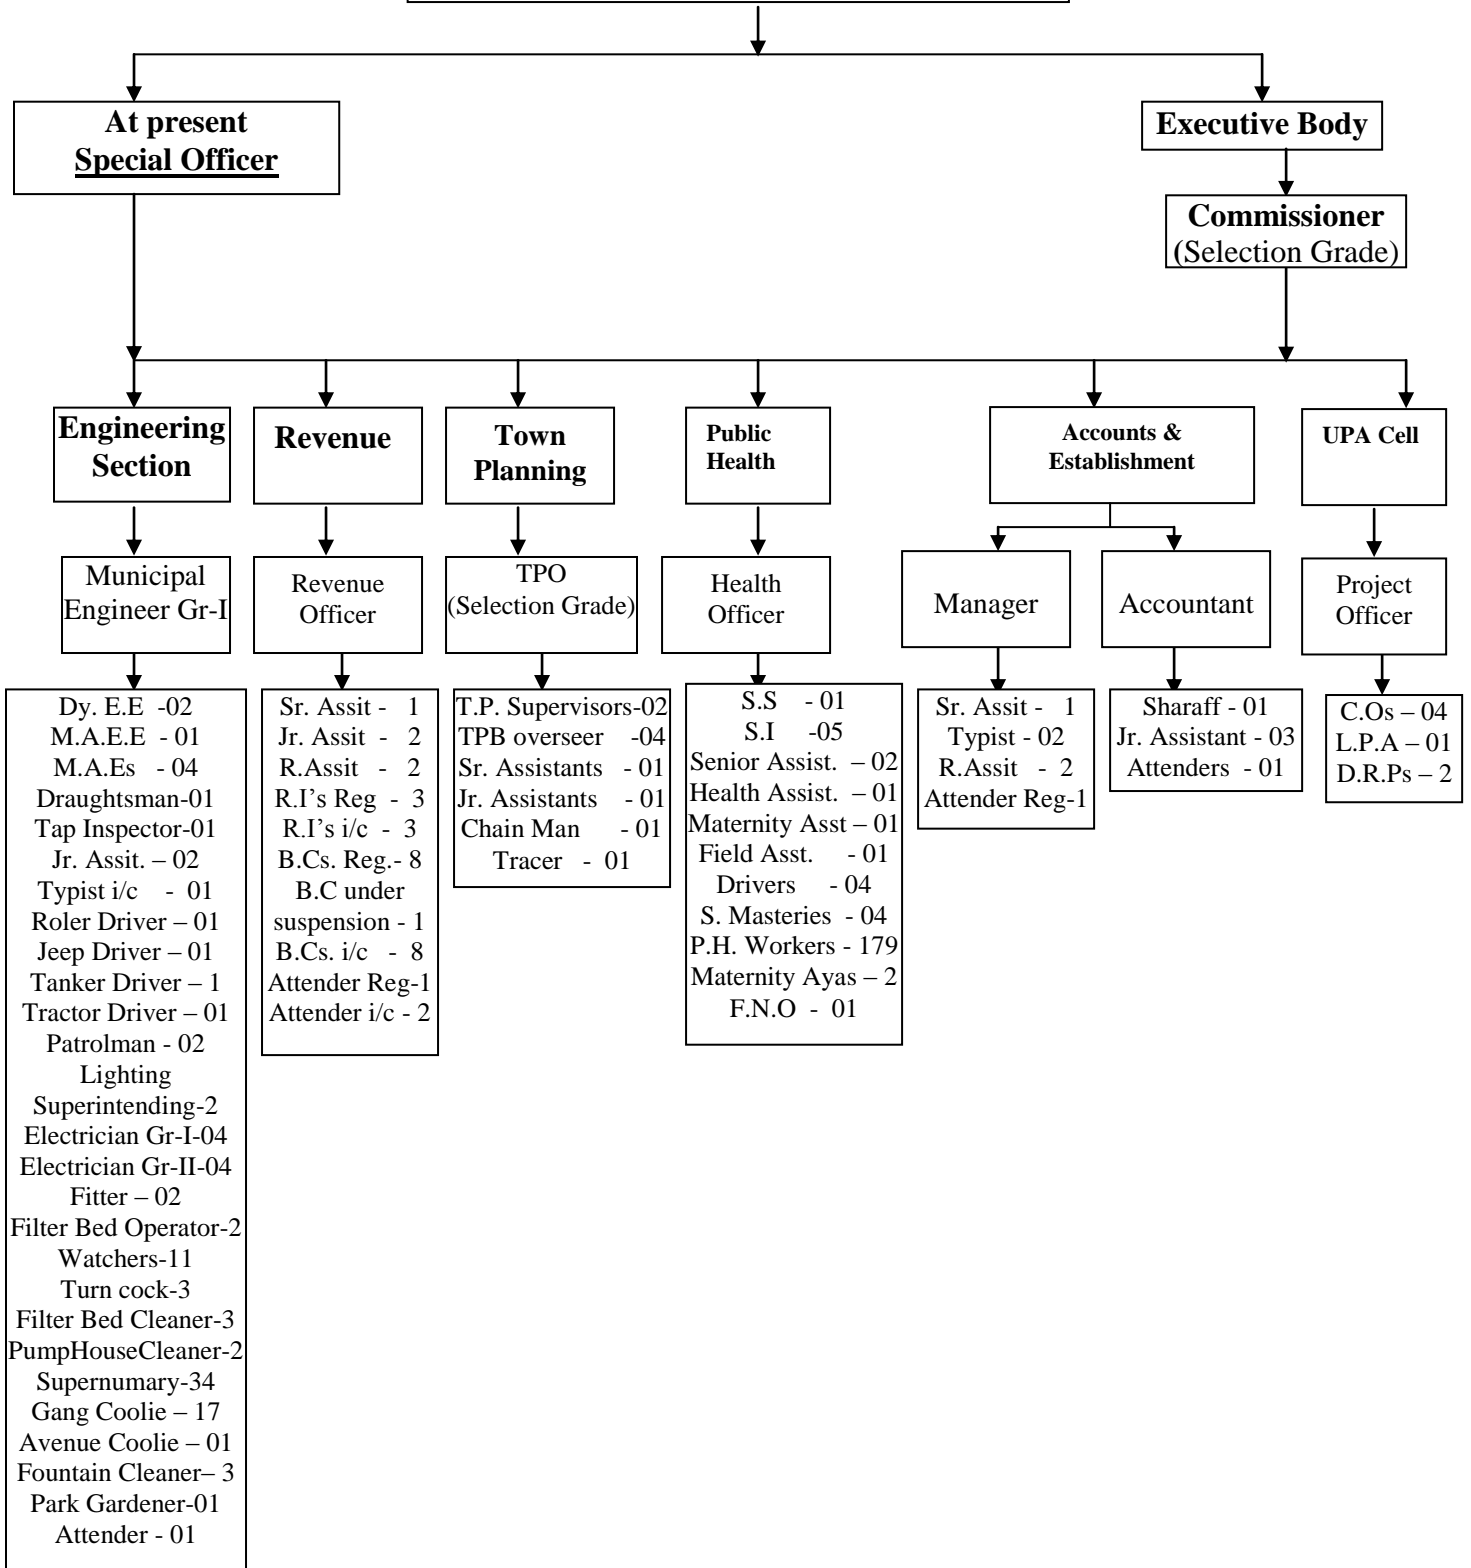 At present
Special Officer
Executive Body
Commissioner
(Selection Grade)
Engineering
Section
Revenue
Town
Planning
Public
Health
Accounts &
Establishment
UPA Cell
Municipal
Engineer Gr-I
Revenue
Officer
TPO
(Selection Grade)
Health
Officer
Manager
Accountant
Project
Officer
Dy. E.E -02
M.A.E.E - 01
M.A.Es - 04
Draughtsman-01
Tap Inspector-01
Jr. Assit. – 02
Typist i/c - 01
Roler Driver – 01
Jeep Driver – 01
Tanker Driver – 1
Tractor Driver – 01
Patrolman - 02
Lighting
Superintending-2
Electrician Gr-I-04
Electrician Gr-II-04
Fitter – 02
Filter Bed Operator-2
Watchers-11
Turn cock-3
Filter Bed Cleaner-3
PumpHouseCleaner-2
Supernumary-34
Gang Coolie – 17
Avenue Coolie – 01
Fountain Cleaner– 3
Park Gardener-01
Attender - 01
Sr. Assit - 1
Jr. Assit - 2
R.Assit - 2
R.I’s Reg - 3
R.I’s i/c - 3
B.Cs. Reg.- 8
B.C under
suspension - 1
B.Cs. i/c - 8
Attender Reg-1
Attender i/c - 2
T.P. Supervisors-02
TPB overseer -04
Sr. Assistants - 01
Jr. Assistants - 01
Chain Man - 01
Tracer - 01
S.S - 01
S.I -05
Senior Assist. – 02
Health Assist. – 01
Maternity Asst – 01
Field Asst. - 01
Drivers - 04
S. Masteries - 04
P.H. Workers - 179
Maternity Ayas – 2
F.N.O - 01
Sr. Assit - 1
Typist - 02
R.Assit - 2
Attender Reg-1
Sharaff - 01
Jr. Assistant - 03
Attenders - 01
C.Os – 04
L.P.A – 01
D.R.Ps – 2